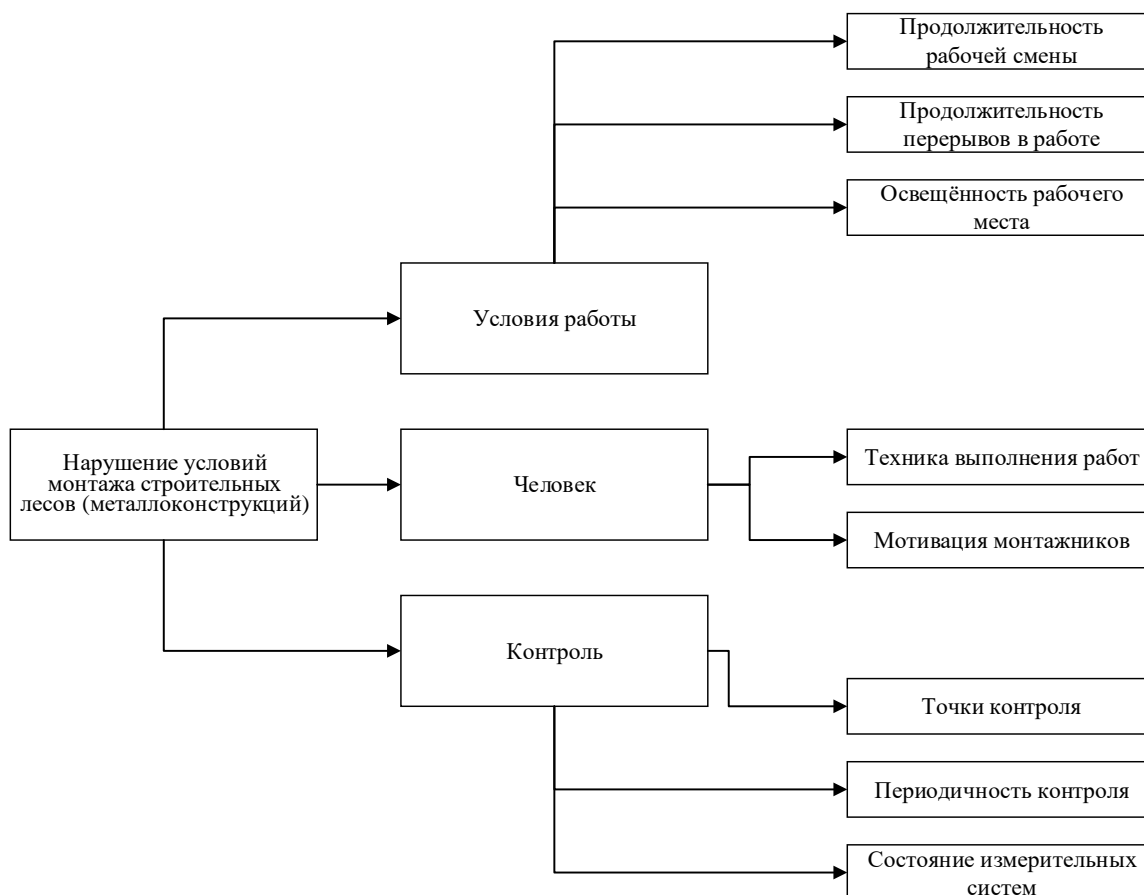 Продолжительность
рабочей смены
Продолжительность
перерывов в работе
Освещённость рабочего
места
Условия работы
Нарушение условий
монтажа строительных
лесов (металлоконструкций)
Человек
Техника выполнения работ
Мотивация монтажников
Контроль
Точки контроля
Периодичность контроля
Состояние измерительных
систем